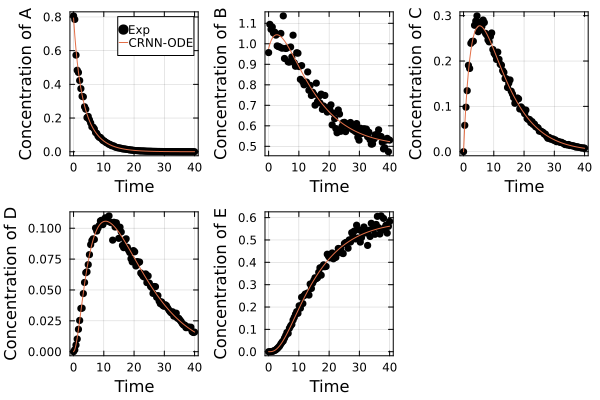 Concentration of A
0.8
0.6
0.4
0.2
0.0
Exp
CRNN-ODE
0 10 20 30 40
Time
Concentration of B
1.1
1.0
0.9
0.8
0.7
0.6
0.5
0 10 20 30 40
Time
Concentration of C
0.3
0.2
0.1
0.0
0 10 20 30 40
Time
Concentration of D
0.100
0.075
0.050
0.025
0.000
0 10 20 30 40
Time
Concentration of E
0.6
0.5
0.4
0.3
0.2
0.1
0.0
0 10 20 30 40
Time